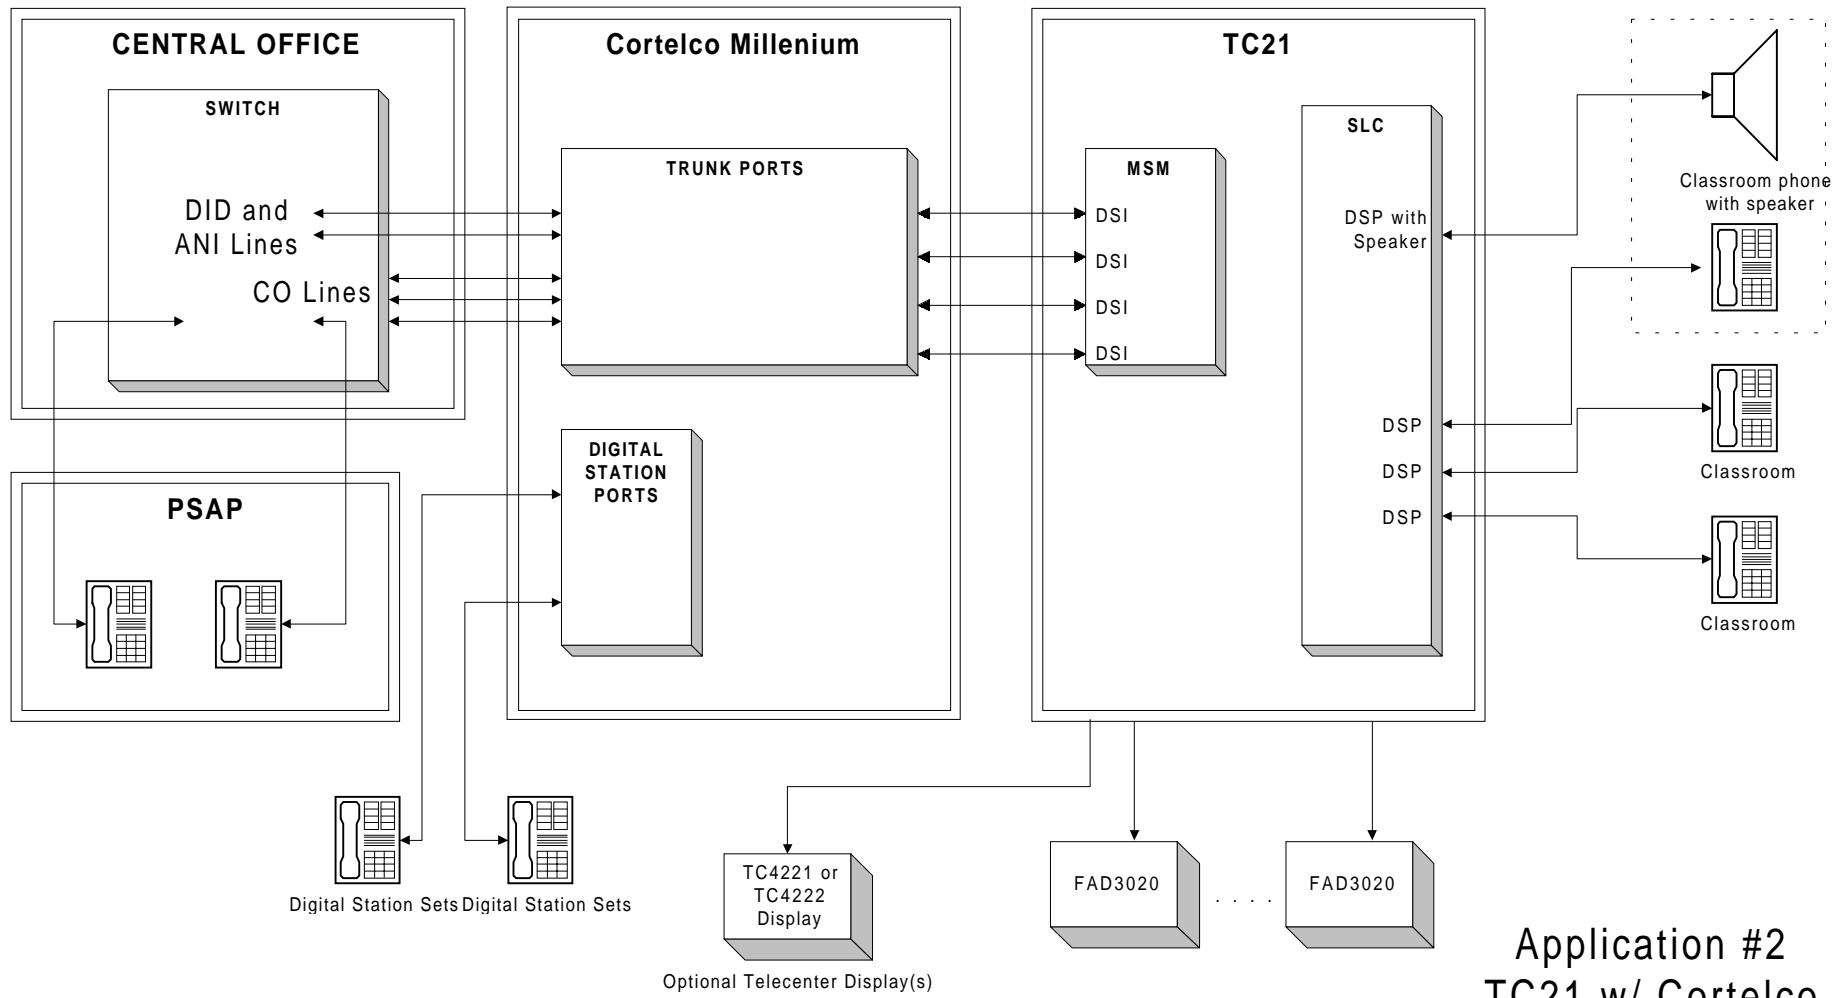 CENTRAL OFFICE
SWITCH
DID and
ANI Lines
CO Lines
PSAP
Cortelco Millenium
TRUNK PORTS
DIGITAL
STATION
PORTS
TC21
MSM
DSI
DSI
DSI
DSI
SLC
DSP with
Speaker
DSP
DSP
DSP
Classroom phone
with speaker
Classroom
Classroom
Digital Station Sets
Digital Station Sets
TC4221 or
TC4222
Display
Optional Telecenter Display(s)
FAD3020
. . . .
FAD3020
Application #2
TC21 w/ Cortelco